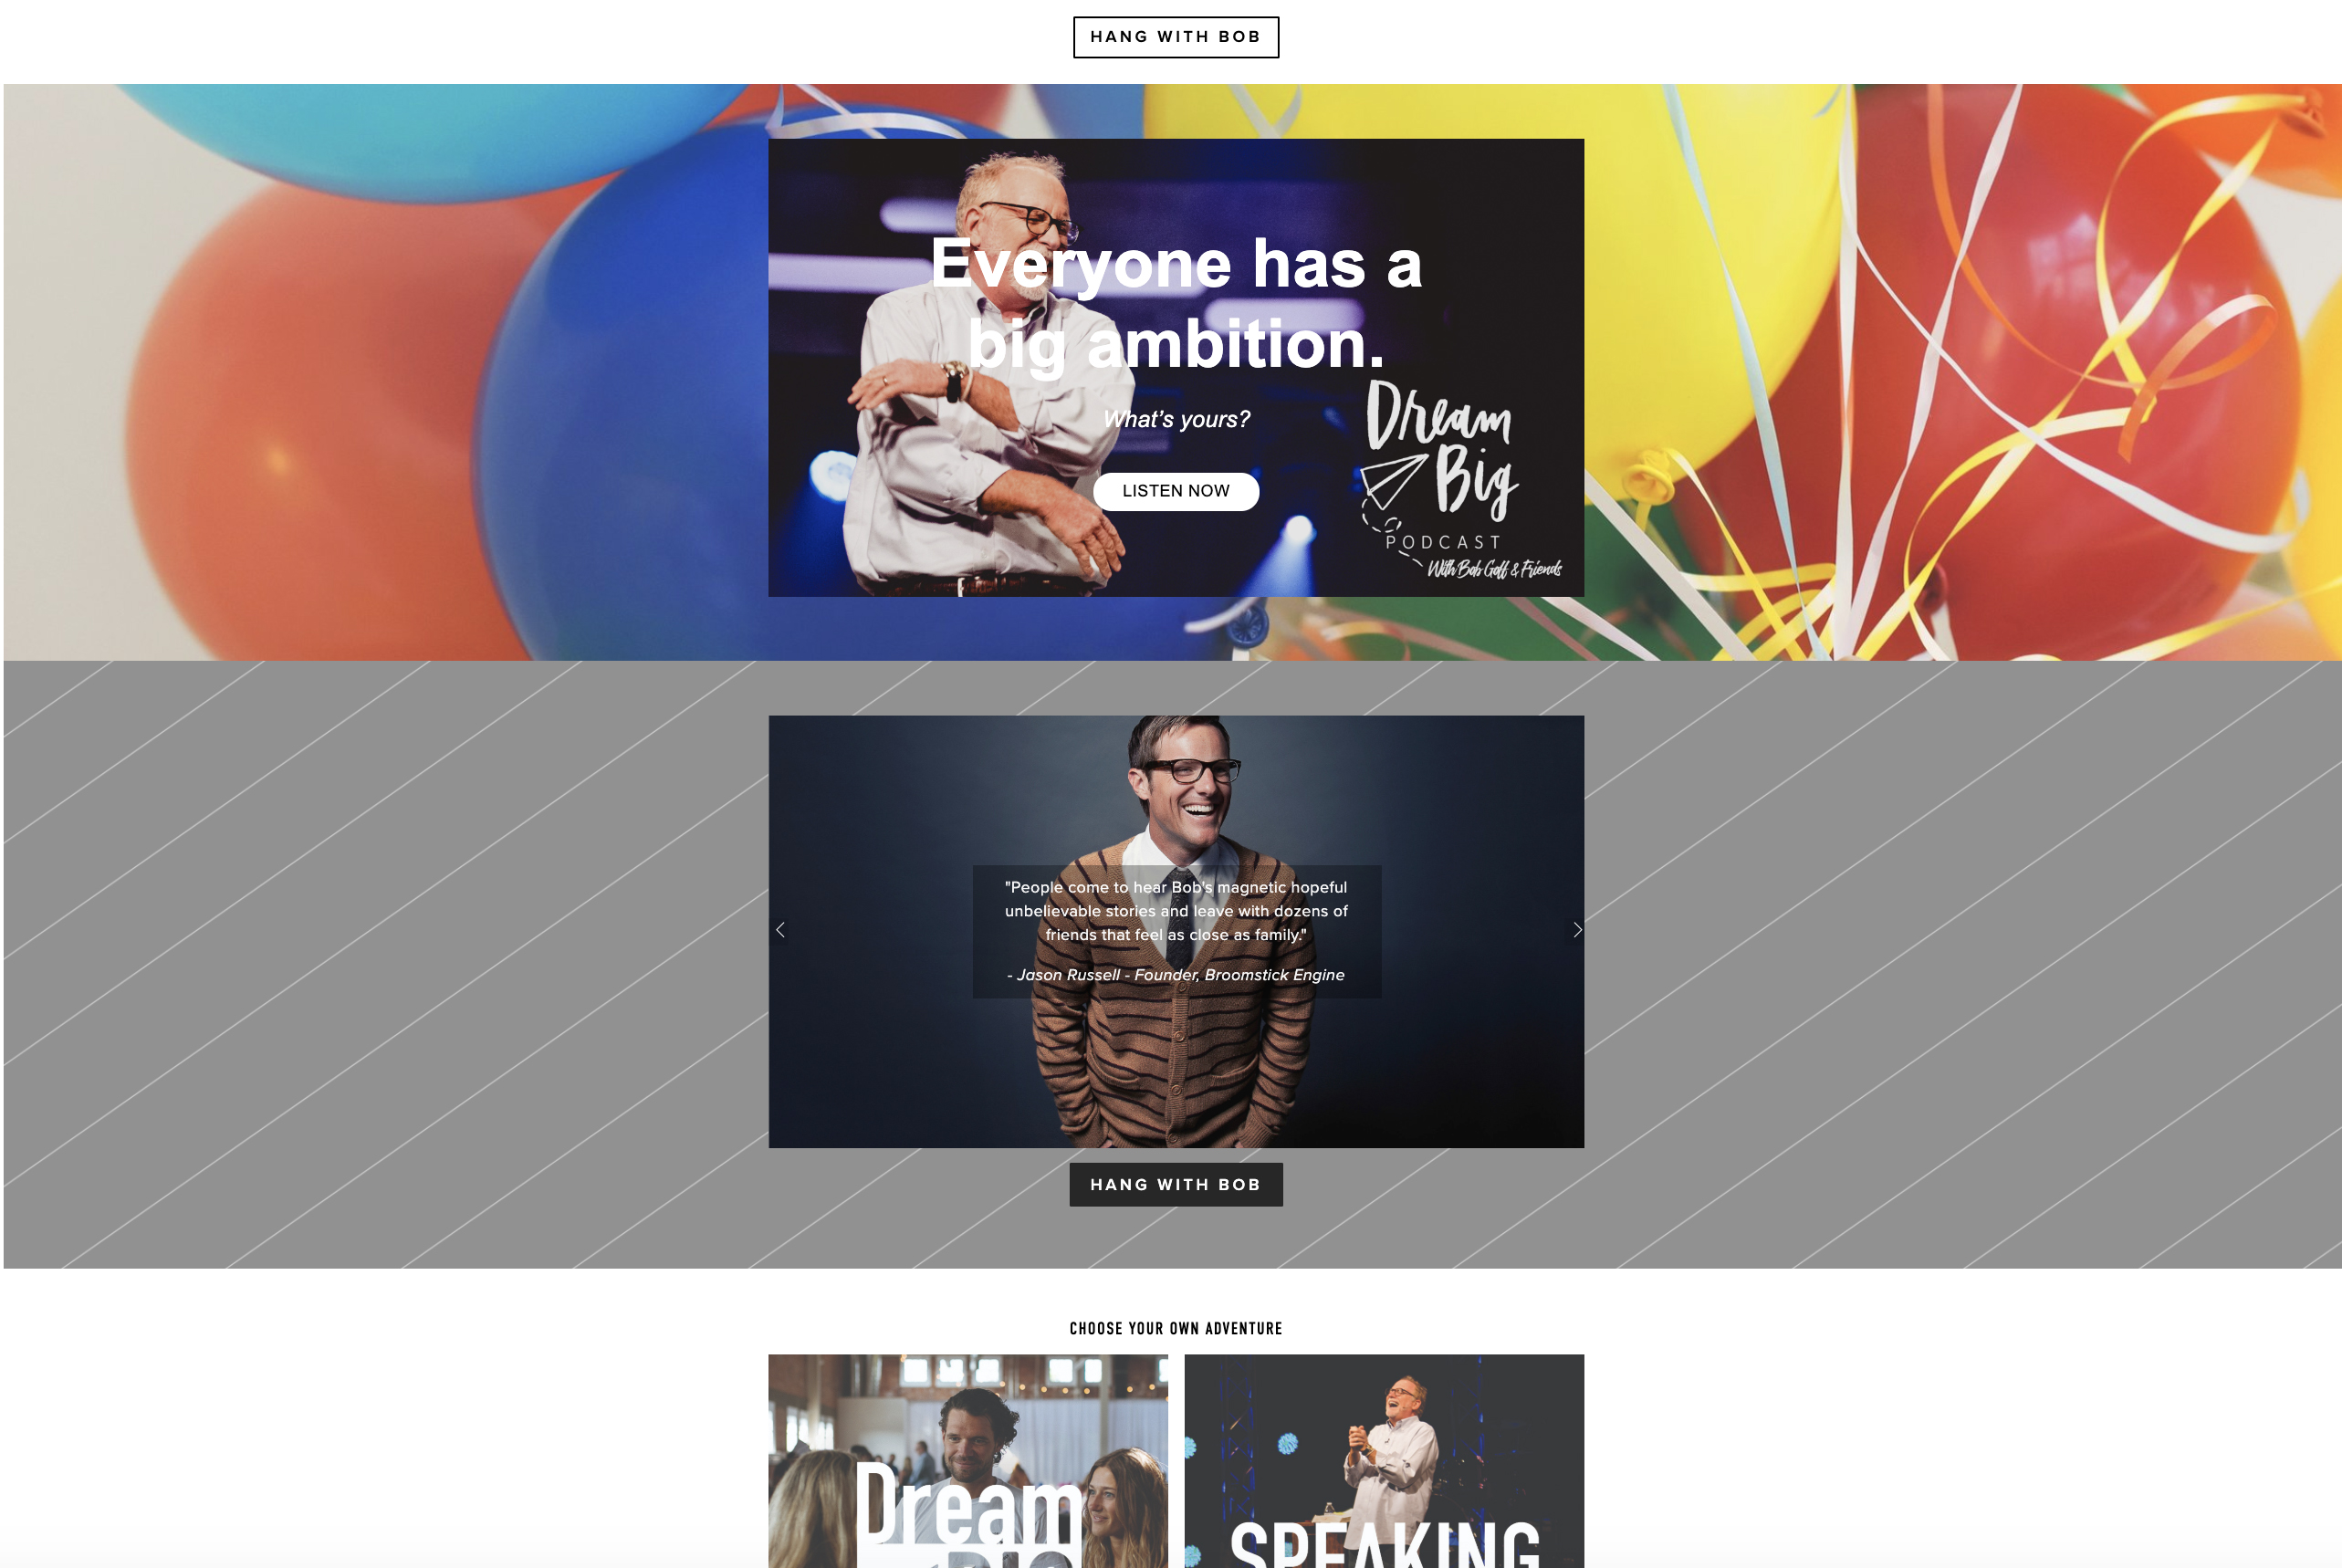 HANG WITH BOB
Everyone has a
big ambition.
What's yours?
LISTEN NOW
Dream
Big
PODCAST
With Bob Goff & Friends
"People come to hear Bob's magnetic hopeful
unbelievable stories and leave with dozens of
friends that feel as close as family."
- Jason Russell - Founder, Broomstick Engine
HANG WITH BOB
CHOOSE YOUR OWN ADVENTURE
Dream
BIG
SPEAKING